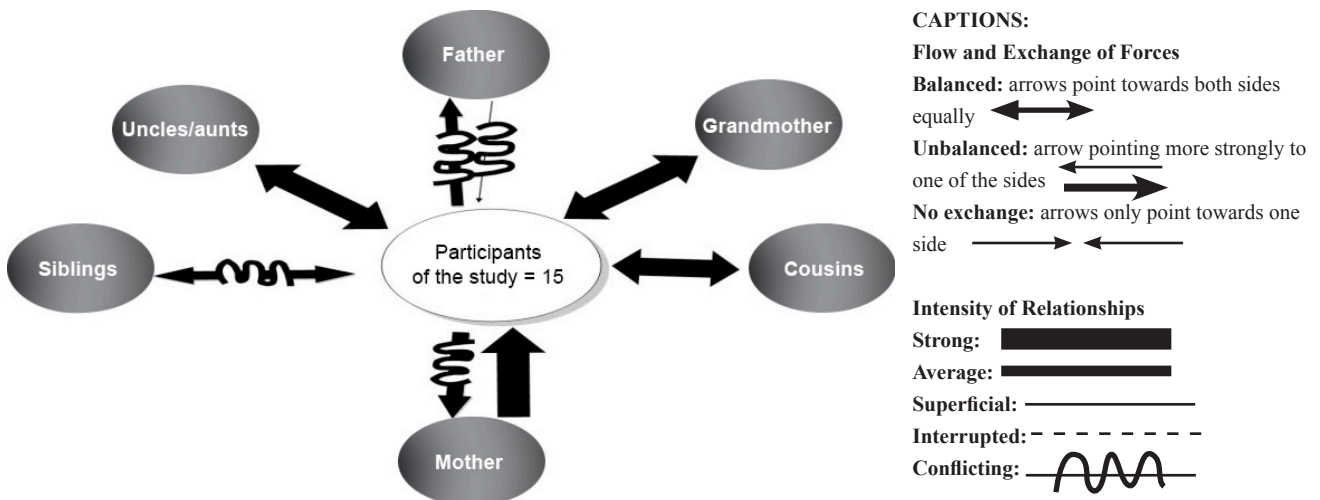 Father
Uncles/aunts
Grandmother
Siblings
Participants
of the study = 15
Cousins
Mother
CAPTIONS:
Flow and Exchange of Forces
Balanced: arrows point towards both sides
equally
Unbalanced: arrow pointing more strongly to
one of the sides
No exchange: arrows only point towards one
side
Intensity of Relationships
Strong:
Average:
Superficial:
Interrupted:
Conflicting: